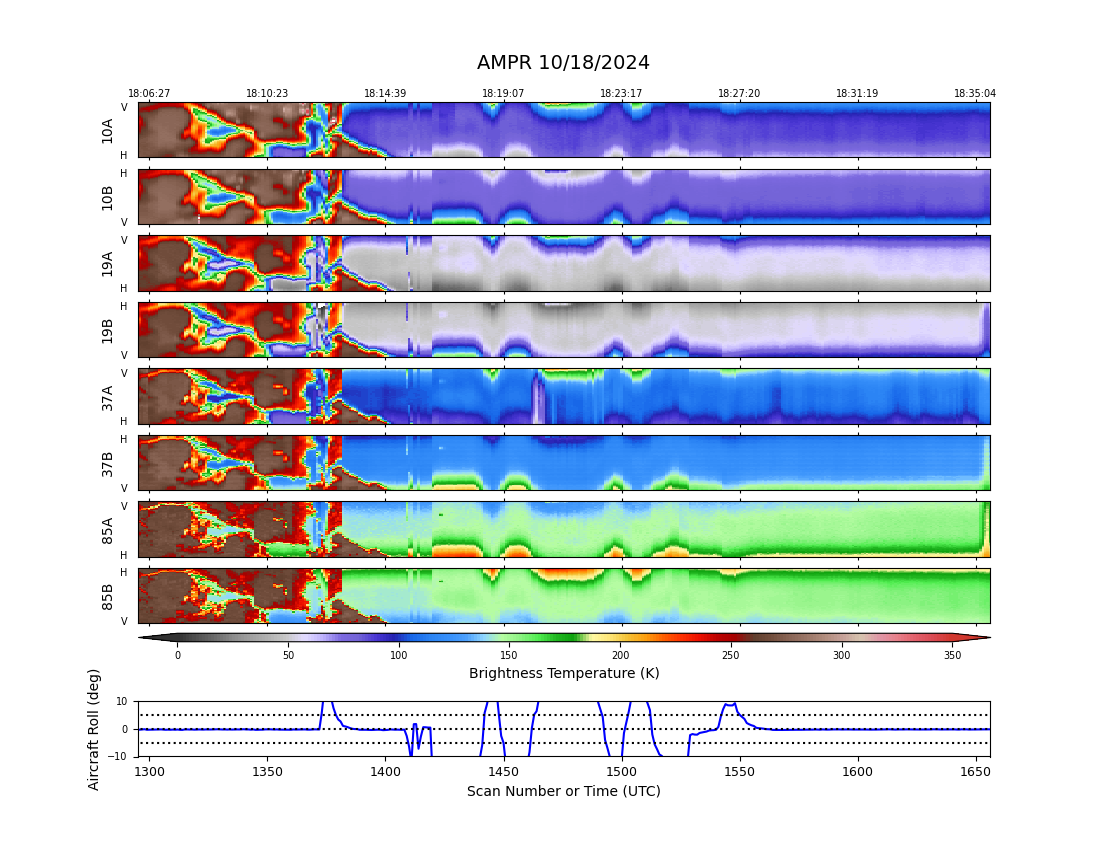 AMPR 10/18/2024
18:06:27 18:10:23 18:14:39 18:19:07 18:23:17 18:27:20 18:31:19 18:35:04
V
10A
H
H
10B
V
V
19A
H
H
19B
V
V
37A
H
H
37B
V
V
85A
H
H
85B
V
0 50 100 150 200 250 300 350
Brightness Temperature (K)
Aircraft Roll (deg)
10
0
−10
1300 1350 1400 1450 1500 1550 1600 1650
Scan Number or Time (UTC)